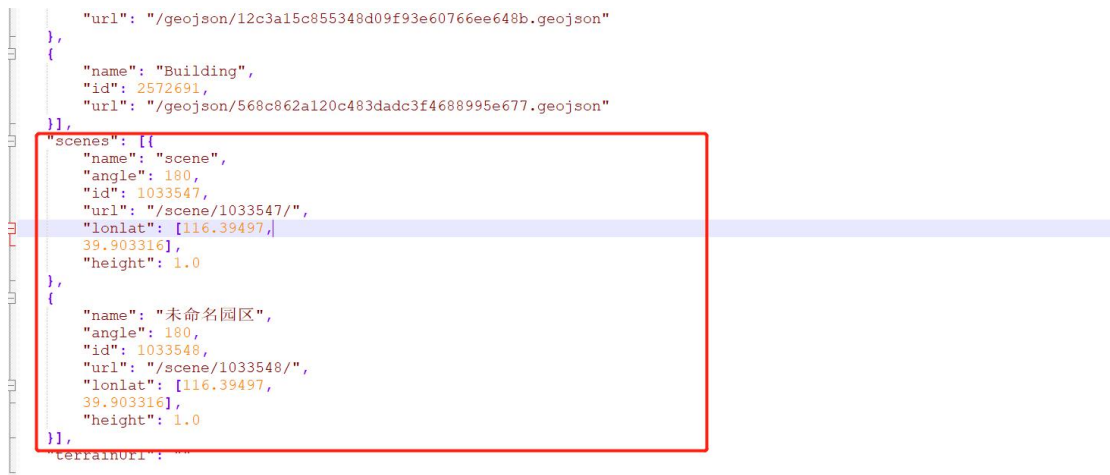 "url": "/geojson/12c3a15c855348d09f93e60766ee648b.geojson"
},
{
"name": "Building",
"id": 2572691,
"url": "/geojson/568c862a120c483dadc3f4688995e677.geojson"
}],
"scenes": [{
"name": "scene",
"angle": 180,
"id": 1033547,
"url": "/scene/1033547/",
"lonlat": [116.39497,
39.903316],
"height": 1.0
},
{
"name": "未命名园区",
"angle": 180,
"id": 1033548,
"url": "/scene/1033548/",
"lonlat": [116.39497,
39.903316],
"height": 1.0
}],
"terrainUrl": ""